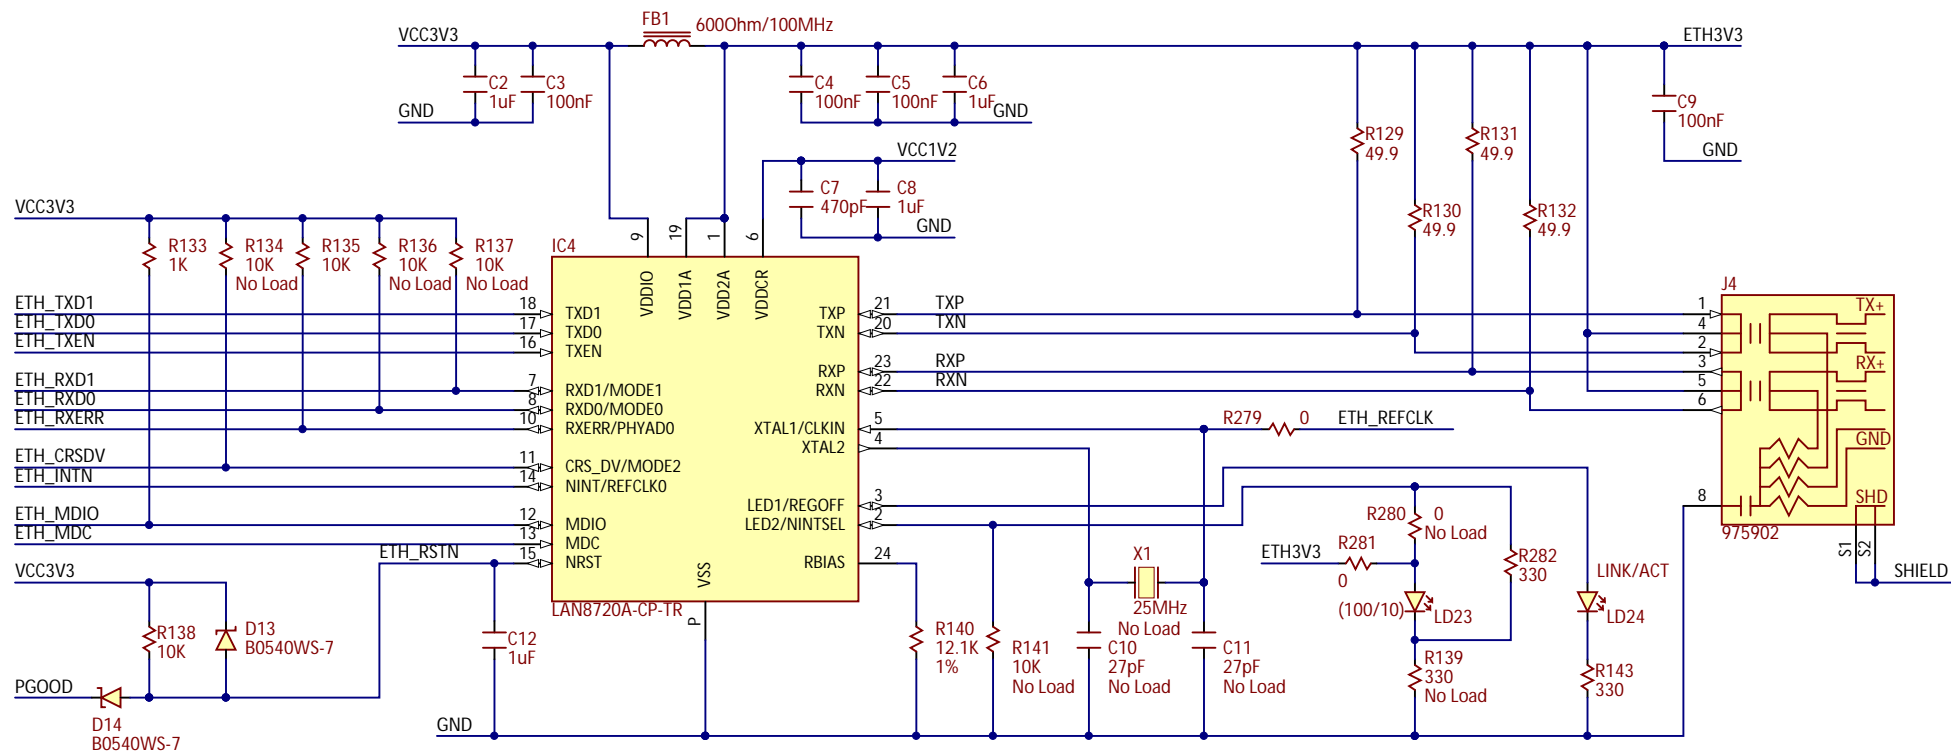 FB1
600Ohm/100MHz
VCC3V3
ETH3V3
C2
1uF
C3
100nF
C4
100nF
C5
100nF
C6
1uF
GND
GND
C9
100nF
GND
R129
49.9
R131
49.9
R130
49.9
R132
49.9
VCC1V2
C7
470pF
C8
1uF
GND
VCC3V3
R133
1K
R134
10K
No Load
R135
10K
R136
10K
No Load
R137
10K
No Load
IC4
9
19
1
6
VDDIO
VDD1A
VDD2A
VDDCR
ETH_TXD1
18
TXD1
ETH_TXD0
17
TXD0
ETH_TXEN
16
TXEN
ETH_RXD1
7
RXD1/MODE1
ETH_RXD0
8
RXD0/MODE0
ETH_RXERR
10
RXERR/PHYAD0
ETH_CRSDV
11
CRS_DV/MODE2
ETH_INTN
14
NINT/REFCLK0
ETH_MDIO
12
MDIO
ETH_MDC
13
MDC
ETH_RSTN
15
NRST
VSS
P
LAN8720A-CP-TR
TXP
21
TXP
TXN
20
TXN
RXP
23
RXP
RXN
22
RXN
XTAL1/CLKIN
5
R279
0
ETH_REFCLK
XTAL2
4
LED1/REGOFF
3
LED2/NINTSEL
2
RBIAS
24
J4
1
4
2
3
5
6
8
TX+
RX+
GND
SHD
975902
S1
S2
SHIELD
VCC3V3
R138
10K
D13
B0540WS-7
PGOOD
D14
B0540WS-7
C12
1uF
GND
R140
12.1K
1%
R141
10K
No Load
X1
25MHz
No Load
C10
27pF
No Load
C11
27pF
No Load
R280
0
No Load
ETH3V3
R281
0
R282
330
(100/10)
LD23
R139
330
No Load
LINK/ACT
LD24
R143
330